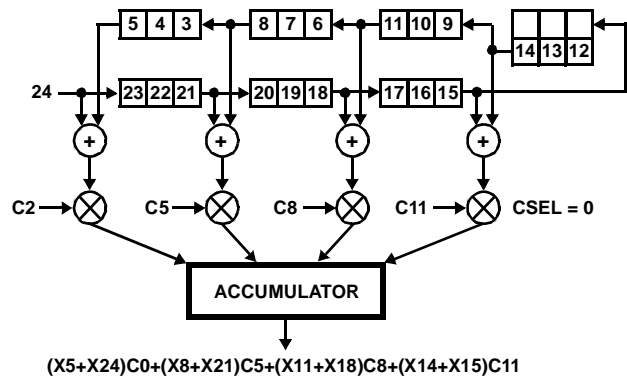 5 4 3 8 7 6 11 10 9
14 13 12
24 23 22 21 20 19 18 17 16 15
+ + + +
C2 C5 C8 C11 CSEL = 0
ACCUMULATOR
(X5+X24)C0+(X8+X21)C5+(X11+X18)C8+(X14+X15)C11